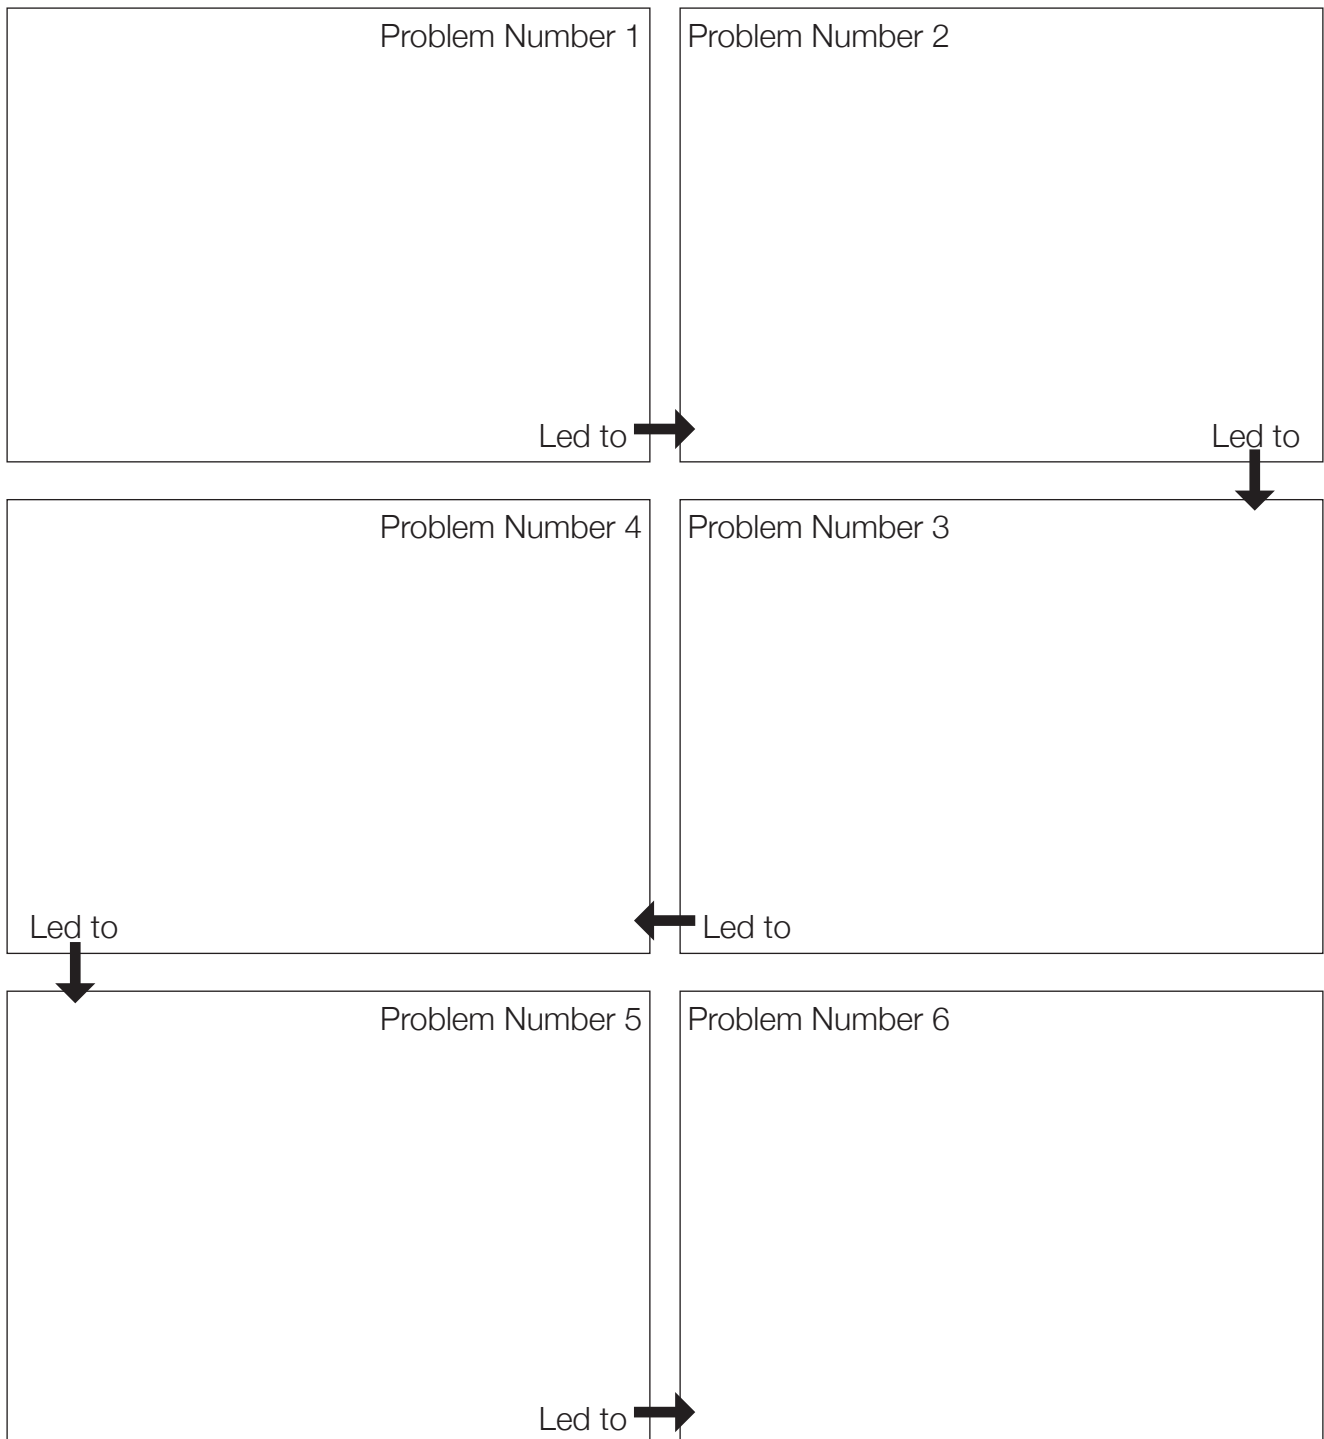 Problem Number 1
Led to
Problem Number 2
Led to
Problem Number 3
Led to
Problem Number 4
Led to
Problem Number 5
Led to
Problem Number 6